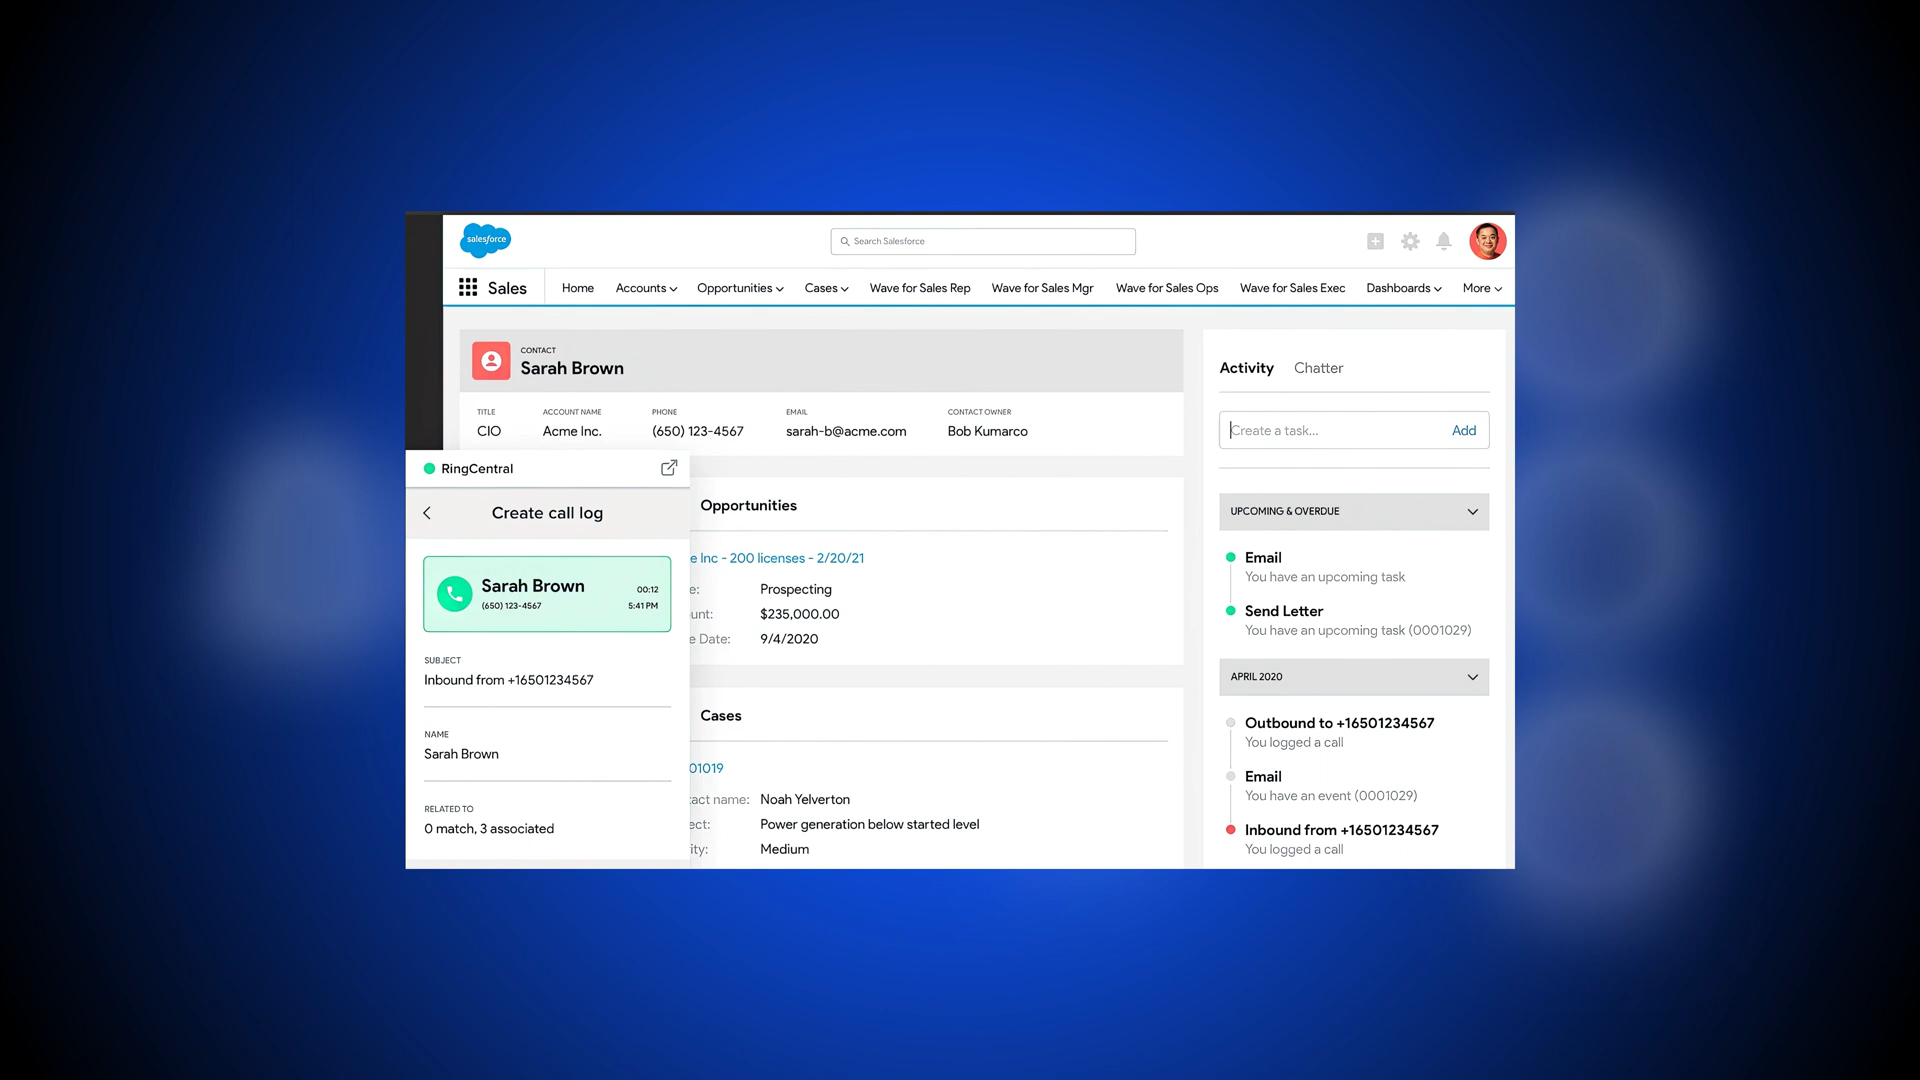 salesforce
Search Salesforce
Sales
Home
Accounts
Opportunities
Cases
Wave for Sales Rep
Wave for Sales Mgr
Wave for Sales Ops
Wave for Sales Exec
Dashboards
More
CONTACT
Sarah Brown
TITLE
CIO
ACCOUNT NAME
Acme Inc.
PHONE
(650) 123-4567
EMAIL
sarah-b@acme.com
CONTACT OWNER
Bob Kumarco
RingCentral
Create call log
Sarah Brown
(650) 123-4567
00:12
5:41 PM
SUBJECT
Inbound from +16501234567
NAME
Sarah Brown
RELATED TO
0 match, 3 associated
Opportunities
e Inc - 200 licenses - 2/20/21
e: Prospecting
unt: $235,000.00
e Date: 9/4/2020
Cases
01019
tact name: Noah Yelverton
ect: Power generation below started level
ity: Medium
Activity
Chatter
Create a task...
Add
UPCOMING & OVERDUE
Email
You have an upcoming task
Send Letter
You have an upcoming task (0001029)
APRIL 2020
Outbound to +16501234567
You logged a call
Email
You have an event (0001029)
Inbound from +16501234567
You logged a call